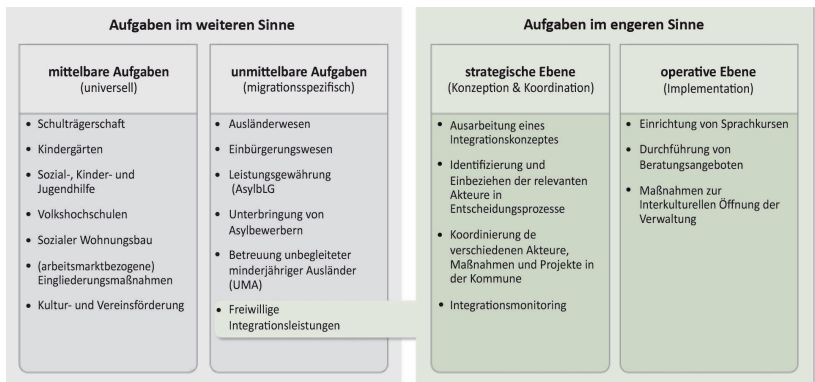 Aufgaben im weiteren Sinne
mittelbare Aufgaben
(universell)
• Schulträgerschaft
• Kindergärten
• Sozial-, Kinder- und
Jugendhilfe
• Volkshochschulen
• Sozialer Wohnungsbau
• (arbeitsmarktbezogene)
Eingliederungsmaßnahmen
• Kultur- und Vereinsförderung
unmittelbare Aufgaben
(migrationsspezifisch)
• Ausländerwesen
• Einbürgerungswesen
• Leistungsgewährung
(AsylbLG
• Unterbringung von
Asylbewerbern
• Betreuung unbegleiteter
minderjähriger Ausländer
(UMA)
• Freiwillige
Integrationsleistungen
Aufgaben im engeren Sinne
strategische Ebene
(Konzeption & Koordination)
• Ausarbeitung eines
Integrationskonzeptes
• Identifizierung und
Einbeziehen der relevanten
Akteure in
Entscheidungsprozesse
• Koordinierung de
verschiedenen Akteure,
Maßnahmen und Projekte in
der Kommune
• Integrationsmonitoring
operative Ebene
(Implementation)
• Einrichtung von Sprachkursen
• Durchführung von
Beratungsangeboten
• Maßnahmen zur
Interkulturellen Öffnung der
Verwaltung